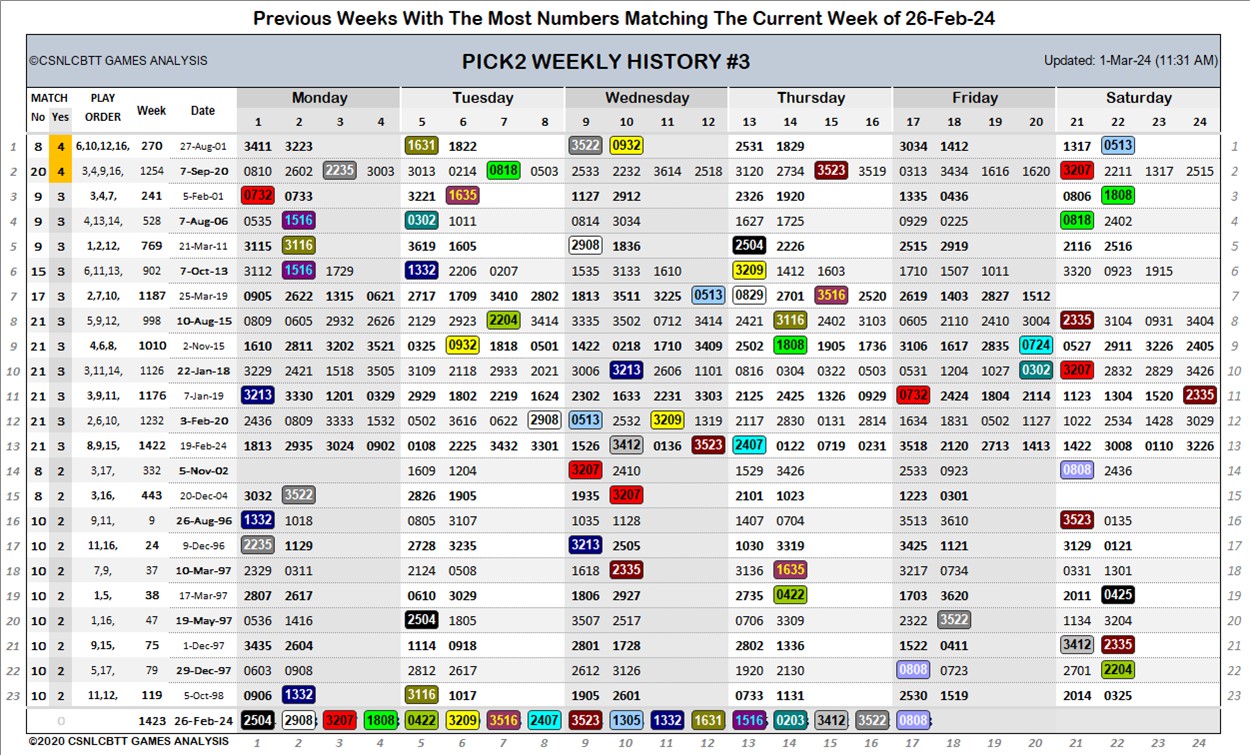 Previous Weeks With The Most Numbers Matching The Current Week of 26-Feb-24
©CSNLCBTT GAMES ANALYSIS PICK2 WEEKLY HISTORY #3 Updated: 1-Mar-24 (11:31 AM)
MATCH PLAY Week Date Monday Tuesday Wednesday Thursday Friday Saturday
No Yes ORDER 1 2 3 4 5 6 7 8 9 10 11 12 13 14 15 16 17 18 19 20 21 22 23 24
1 8 4 6,10,12,16, 270 27-Aug-01 3411 3223 1631 1822 3522 0932 2531 1829 3034 1412 1317 0513 1
2 20 4 3,4,9,16, 1254 7-Sep-20 0810 2602 2235 3003 3013 0214 0818 0503 2533 2232 3614 2518 3120 2734 3523 3519 0313 3434 1616 1620 3207 2211 1317 2515 2
3 9 3 3,4,7, 241 5-Feb-01 0732 0733 3221 1635 1127 2912 2326 1920 1335 0436 0806 1808 3
4 9 3 4,13,14, 528 7-Aug-06 0535 1516 0302 1011 0814 3034 1627 1725 0929 0225 0818 2402 4
5 9 3 1,2,12, 769 21-Mar-11 3115 3116 3619 1605 2908 1836 2504 2226 2515 2919 2116 2516 5
6 15 3 6,11,13, 902 7-Oct-13 3112 1516 1729 1332 2206 0207 1535 3133 1610 3209 1412 1603 1710 1507 1011 3320 0923 1915 6
7 17 3 2,7,10, 1187 25-Mar-19 0905 2622 1315 0621 2717 1709 3410 2802 1813 3511 3225 0513 0829 2701 3516 2520 2619 1403 2827 1512 7
8 21 3 5,9,12, 998 10-Aug-15 0809 0605 2932 2626 2129 2923 2204 3414 3335 3502 0712 3414 2421 3116 2402 3103 0605 2110 2410 3004 2335 3104 0931 3404 8
9 21 3 4,6,8, 1010 2-Nov-15 1610 2811 3202 3521 0325 0932 1818 0501 1422 0218 1710 3409 2502 1808 1905 1736 3106 1617 2835 0724 0527 2911 3226 2405 9
10 21 3 3,11,14, 1126 22-Jan-18 3229 2421 1518 3505 3109 2118 2933 2021 3006 3213 2606 1101 0816 0304 0322 0503 0531 1204 1027 0302 3207 2832 2829 3426 10
11 21 3 3,9,11, 1176 7-Jan-19 3213 3330 1201 0329 2929 1802 2219 1624 2302 1633 2231 3303 2125 2425 1326 0929 0732 2424 1804 2114 1123 1304 1520 2335 11
12 21 3 2,6,10, 1232 3-Feb-20 2436 0809 3333 1532 0502 3616 0622 2908 0513 2532 3209 1319 2117 2830 0131 2814 1634 1831 0502 1127 1022 2534 1428 3029 12
13 21 3 8,9,15, 1422 19-Feb-24 1813 2935 3024 0902 0108 2225 3432 3301 1526 3412 0136 3523 2407 0122 0719 0231 3518 2120 2713 1413 1422 3008 0110 3226 13
14 8 2 3,17, 332 5-Nov-02 1609 1204 3207 2410 1529 3426 2533 0923 0808 2436 14
15 8 2 3,16, 443 20-Dec-04 3032 3522 2826 1905 1935 3207 2101 1023 1223 0301 15
16 10 2 9,11, 9 26-Aug-96 1332 1018 0805 3107 1035 1128 1407 0704 3513 3610 3523 0135 16
17 10 2 11,16, 24 9-Dec-96 2235 1129 2728 3235 3213 2505 1030 3319 3425 1121 3129 0121 17
18 10 2 7,9, 37 10-Mar-97 2329 0311 2124 0508 1618 2335 3136 1635 3217 0734 0331 1301 18
19 10 2 1,5, 38 17-Mar-97 2807 2617 0610 3029 1806 2927 2735 0422 1703 3620 2011 0425 19
20 10 2 1,16, 47 19-May-97 0536 1416 2504 1805 3507 2517 0706 3309 2322 3522 1134 3204 20
21 10 2 9,15, 75 1-Dec-97 3435 2604 1114 0918 2801 1728 2802 1336 1522 0411 3412 2335 21
22 10 2 5,17, 79 29-Dec-97 0603 0908 2812 2617 2612 3126 1920 2130 0808 0723 2701 2204 22
23 10 2 11,12, 119 5-Oct-98 0906 1332 3116 1017 1905 2601 0733 1131 2530 1519 2014 0325 23
0 1423 26-Feb-24 2504 2908 3207 1808 0422 3209 3516 2407 3523 1305 1332 1631 1516 0203 3412 3522 0808
©2020 CSNLCBTT GAMES ANALYSIS 1 2 3 4 5 6 7 8 9 10 11 12 13 14 15 16 17 18 19 20 21 22 23 24